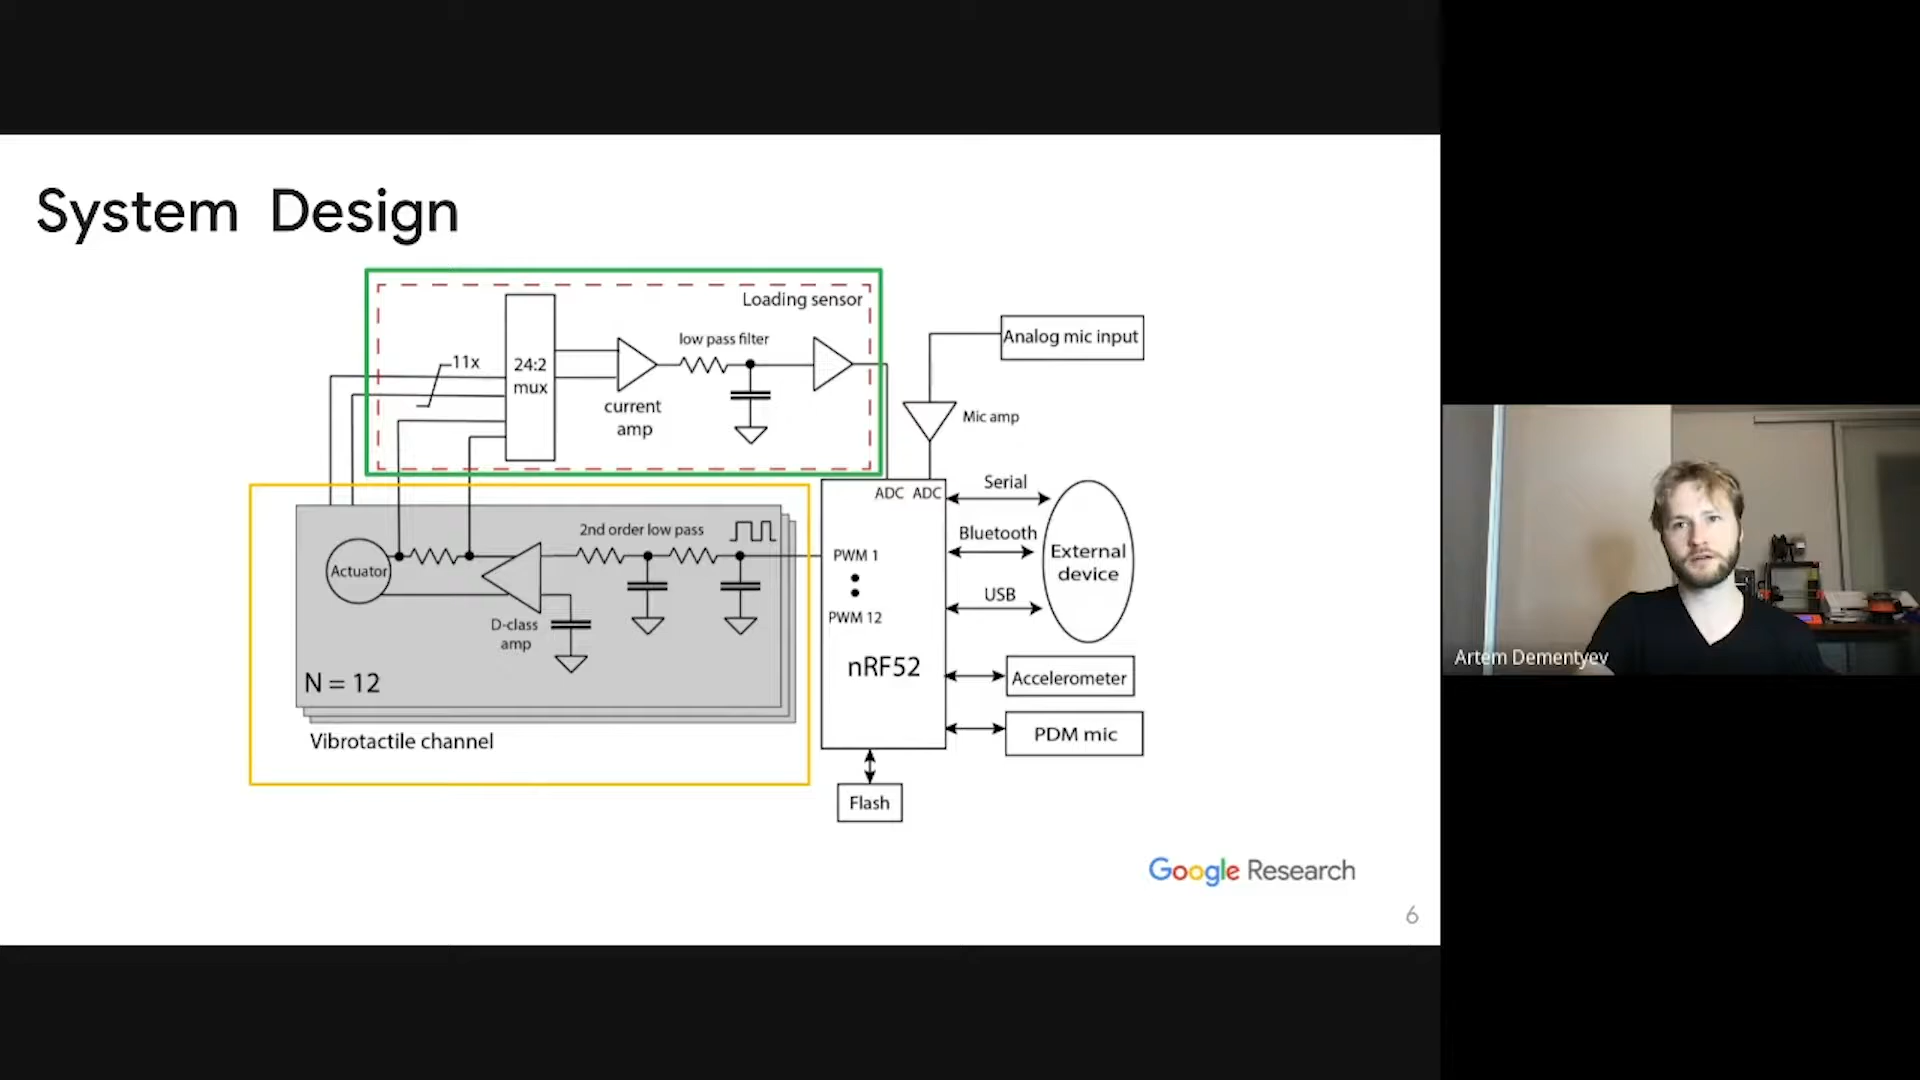 System Design
Loading sensor
low pass filter
11x
24:2
mux
current
amp
Analog mic input
Mic amp
ADC ADC
Serial
Bluetooth
USB
External
device
2nd order low pass
Actuator
D-class
amp
N = 12
Vibrotactile channel
PWM 1
PWM 12
nRF52
Accelerometer
PDM mic
Flash
Google Research
6
Artem Dementyev